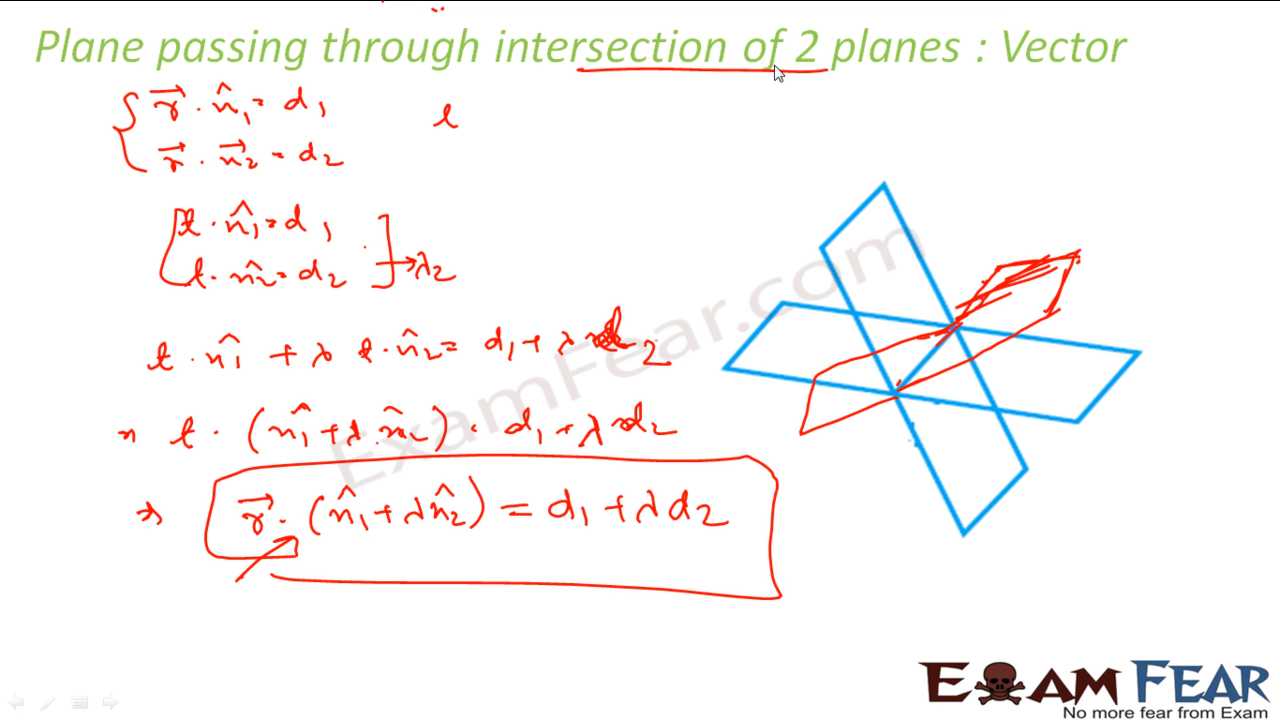 Plane passing through intersection of 2 planes : Vector
r⃗ · n̂₁ = d₁
l
r⃗ · n⃗₂ = d₂
t · n̂₁ = d₁
t · n̂₂ = d₂ → λ₂
t · n̂₁ + λ t · n̂₂ = d₁ + λ d₂
⇒ t · (n̂₁ + λ n̂₂) = d₁ + λ d₂
⇒ r⃗ · (n̂₁ + λ n̂₂) = d₁ + λ d₂
ExamFear.com
EXAM FEAR
No more fear from Exam